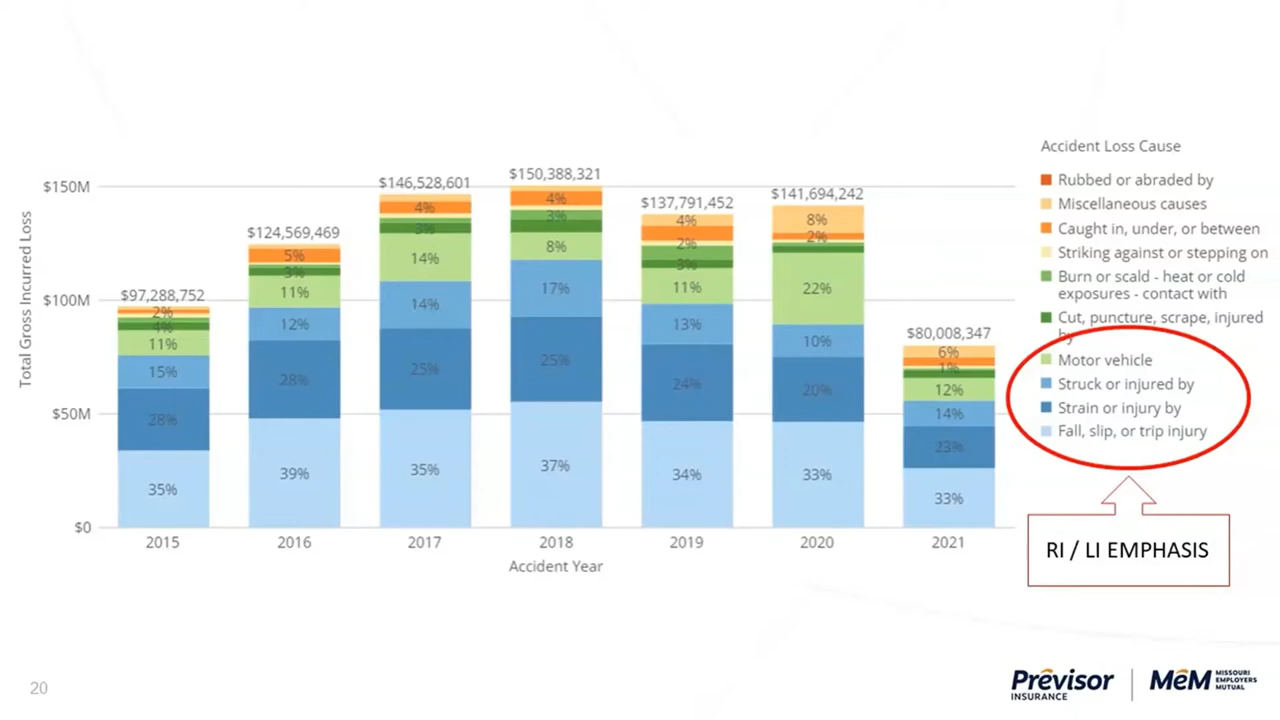 $150M
$100M
$50M
$0
Total Gross Incurred Loss
$97,288,752
2%
4%
11%
15%
28%
35%
2015
$124,569,469
5%
3%
11%
12%
28%
39%
2016
$146,528,601
4%
3%
14%
14%
25%
35%
2017
$150,388,321
4%
3%
8%
17%
25%
37%
2018
$137,791,452
4%
2%
3%
11%
13%
24%
34%
2019
$141,694,242
8%
2%
22%
10%
20%
33%
2020
$80,008,347
6%
1%
12%
14%
23%
33%
2021
Accident Year
Accident Loss Cause
Rubbed or abraded by
Miscellaneous causes
Caught in, under, or between
Striking against or stepping on
Burn or scald - heat or cold
exposures - contact with
Cut, puncture, scrape, injured
by
Motor vehicle
Struck or injured by
Strain or injury by
Fall, slip, or trip injury
RI / LI EMPHASIS
20
Prēvisor
INSURANCE
MēM
MISSOURI
EMPLOYERS
MUTUAL